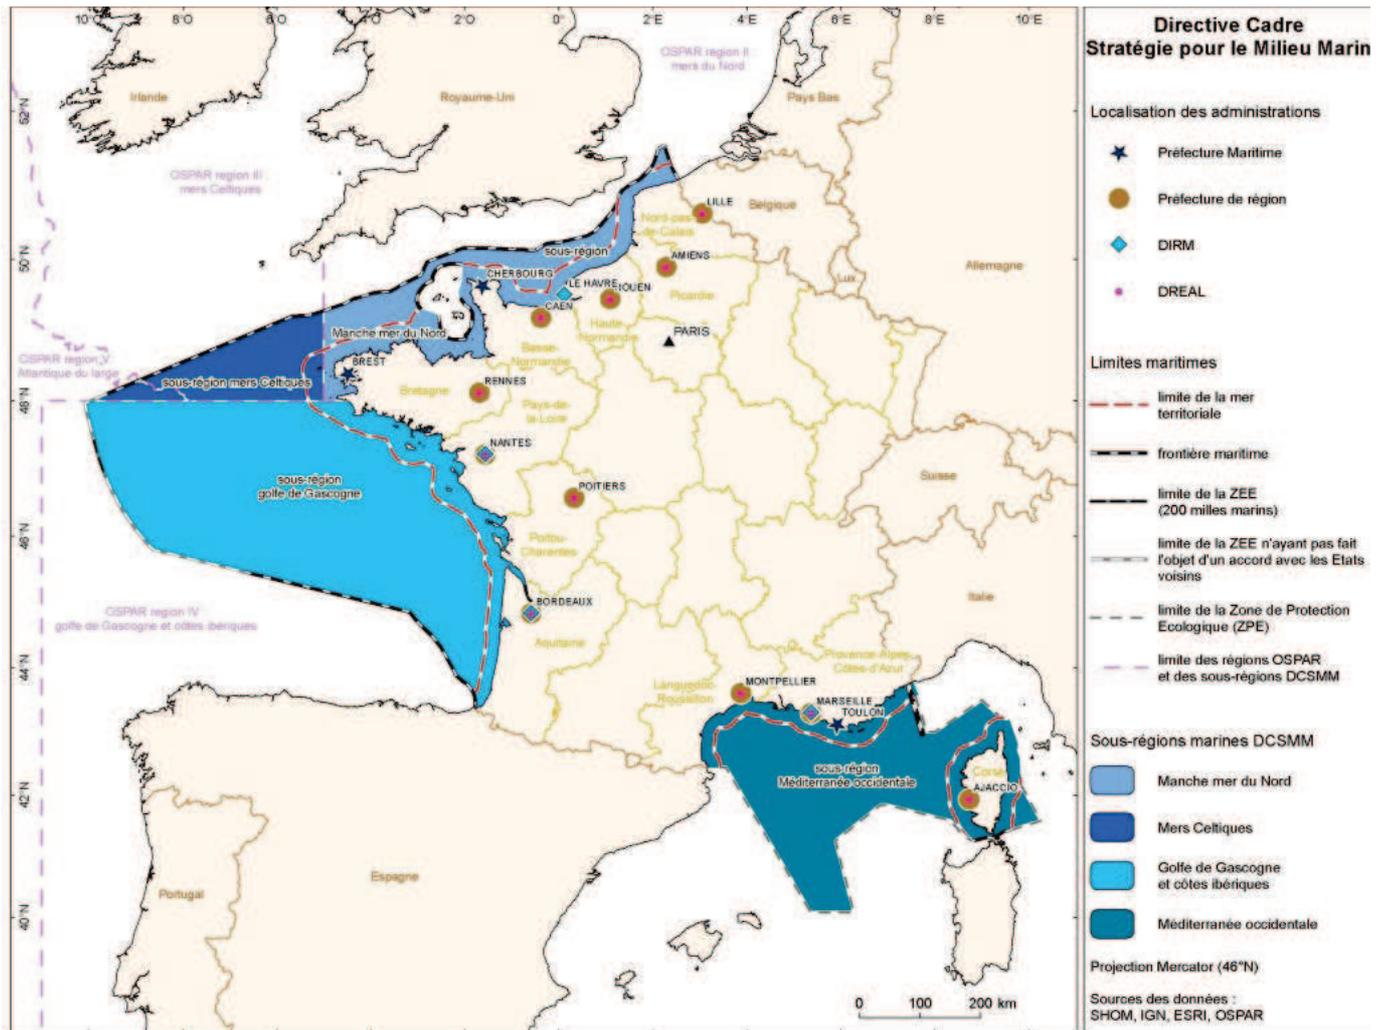 10°O
8°O
6°O
4°O
2°O
0°
2°E
4°E
6°E
8°E
10°E
52°N
50°N
48°N
46°N
44°N
42°N
40°N
Irlande
Royaume-Uni
OSPAR region II :
mers du Nord
Pays Bas
OSPAR region III :
mers Celtiques
LILLE
Belgique
Nord-pas-
de-Calais
sous-région
AMIENS
Lux
Allemagne
CHERBOURG
LE HAVRE
ROUEN
Picardie
CAEN
Haute-
Normandie
PARIS
Manche mer du Nord
Basse-
Normandie
OSPAR region V :
Atlantique du large
BREST
sous-région mers Celtiques
Bretagne
RENNES
Pays-de-
la-Loire
NANTES
Suisse
sous-région
golfe de Gascogne
POITIERS
Poitou-
Charentes
OSPAR region IV :
golfe de Gascogne et côtes ibériques
BORDEAUX
Italie
Aquitaine
Provence-Alpes-
Côtes-d'Azur
Languedoc-
Roussillon
MONTPELLIER
MARSEILLE
TOULON
sous-région
Méditerranée occidentale
Corse
AJACCIO
Portugal
Espagne
0 100 200 km
Directive Cadre
Stratégie pour le Milieu Marin
Localisation des administrations
Préfecture Maritime
Préfecture de région
DIRM
DREAL
Limites maritimes
limite de la mer
territoriale
frontière maritime
limite de la ZEE
(200 milles marins)
limite de la ZEE n'ayant pas fait
l'objet d'un accord avec les Etats
voisins
limite de la Zone de Protection
Ecologique (ZPE)
limite des régions OSPAR
et des sous-régions DCSMM
Sous-régions marines DCSMM
Manche mer du Nord
Mers Celtiques
Golfe de Gascogne
et côtes ibériques
Méditerranée occidentale
Projection Mercator (46°N)
Sources des données :
SHOM, IGN, ESRI, OSPAR